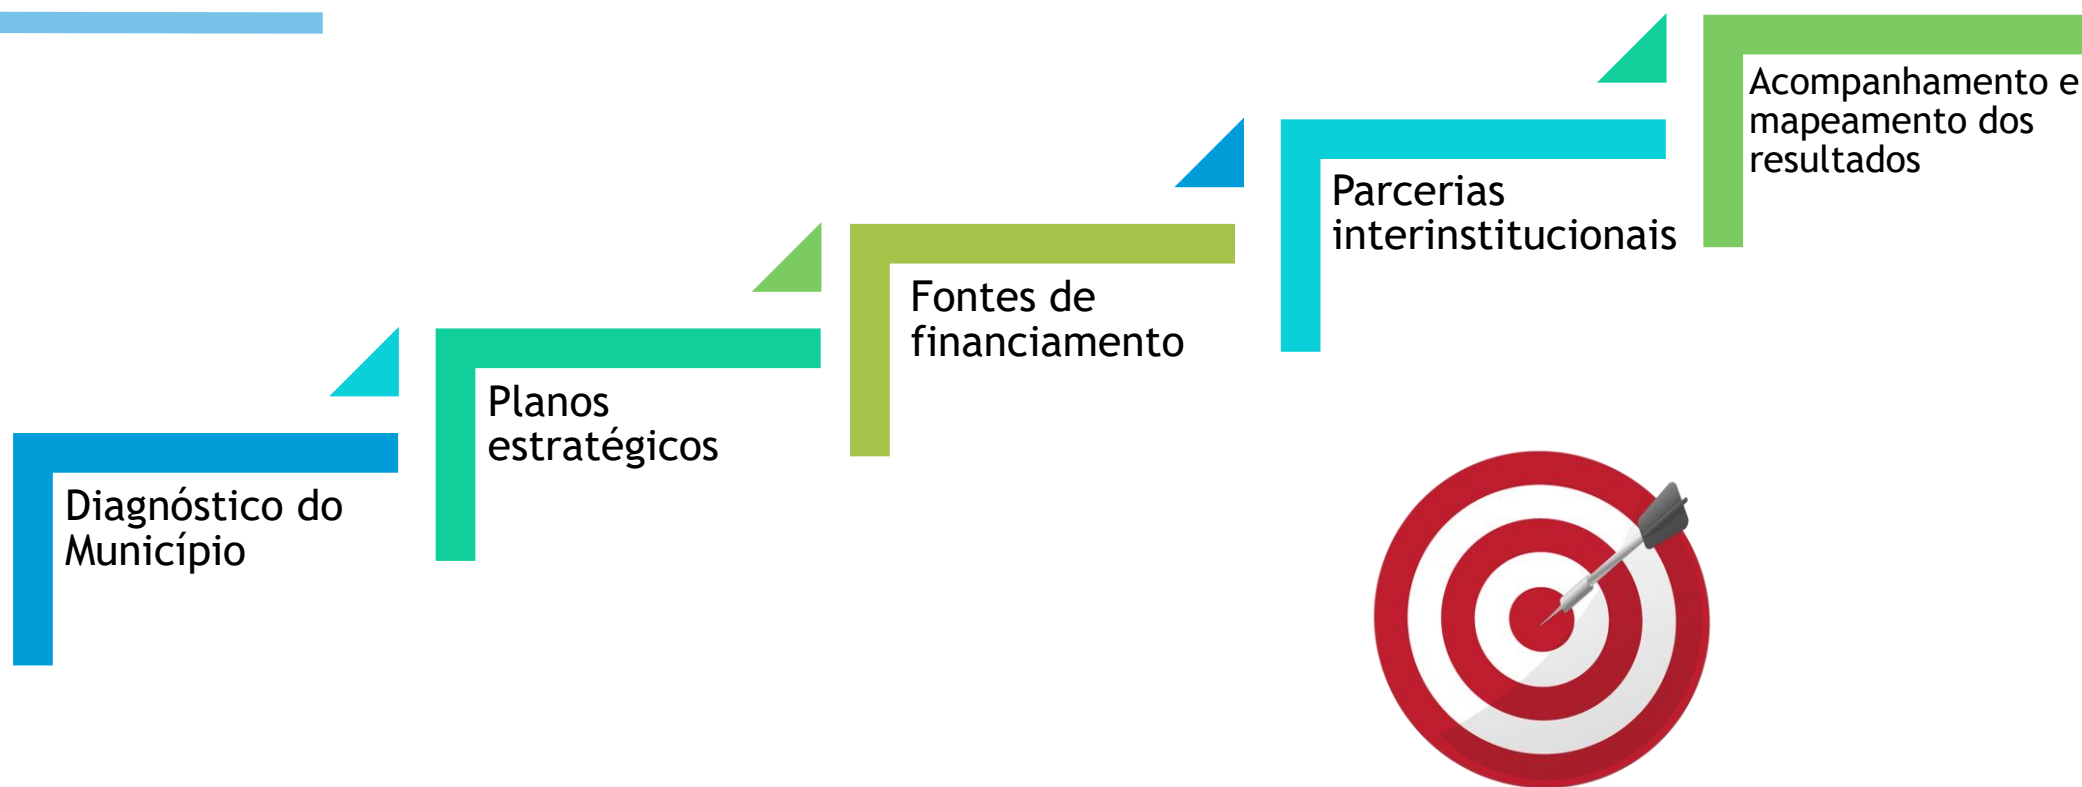 Diagnóstico do
Município
Planos
estratégicos
Fontes de
financiamento
Parcerias
interinstitucionais
Acompanhamento e
mapeamento dos
resultados